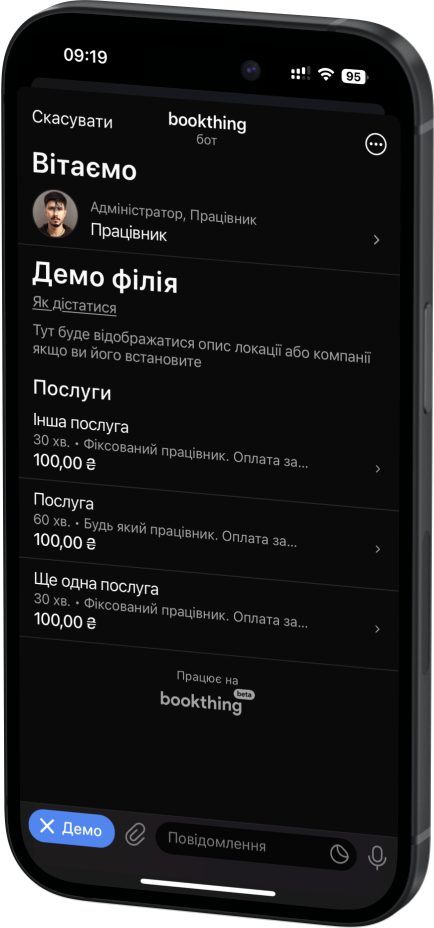 09:19
95
Скасувати
bookthing
бот
Вітаємо
Адміністратор, Працівник
Працівник
Демо філія
Як дістатися
Тут буде відображатися опис локації або компанії
якщо ви його встановите
Послуги
Інша послуга
30 хв. • Фіксований працівник. Оплата за...
100,00 ₴
Послуга
60 хв. • Будь який працівник. Оплата за...
100,00 ₴
Ще одна послуга
30 хв. • Фіксований працівник. Оплата за...
100,00 ₴
Працює на
bookthing beta
Демо
Повідомлення